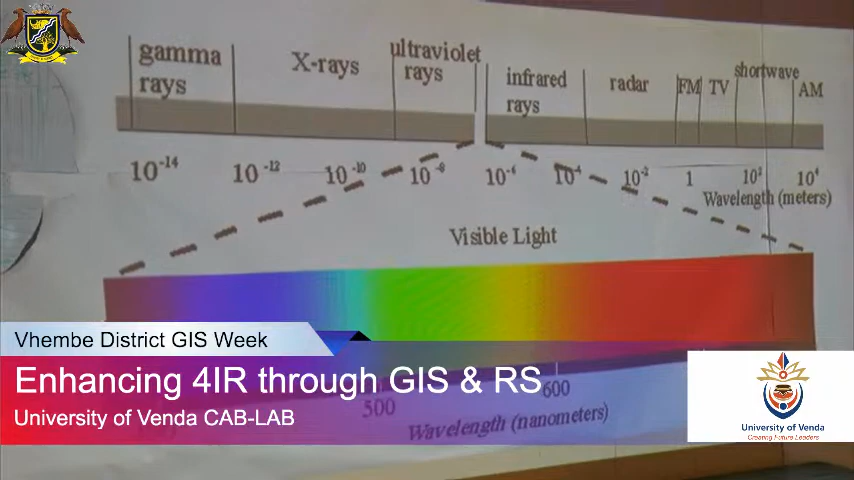 gamma
rays
X-rays
ultraviolet
rays
infrared
rays
radar
FM
TV
shortwave
AM
10⁻¹⁴
10⁻¹²
10⁻¹⁰
10⁻⁸
10⁻⁶
10⁻⁴
10⁻²
1
10²
10⁴
Wavelength (meters)
Visible Light
Vhembe District GIS Week
Enhancing 4IR through GIS & RS
University of Venda CAB-LAB
500
600
Wavelength (nanometers)
University of Venda
Creating Future Leaders